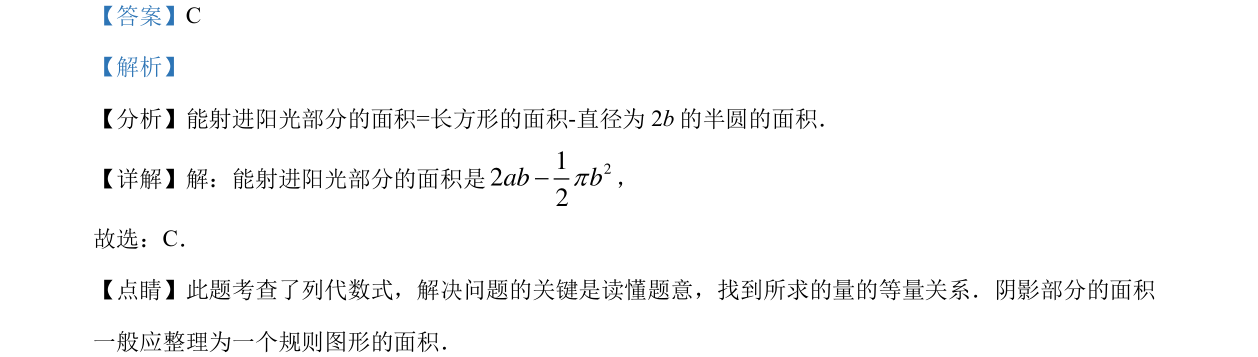 【答案】C
【解析】
【分析】能射进阳光部分的面积=长方形的面积-直径为 2b 的半圆的面积．
【详解】解：能射进阳光部分的面积是 $2ab-\frac{1}{2}\pi b^{2}$，
故选：C．
【点睛】此题考查了列代数式，解决问题的关键是读懂题意，找到所求的量的等量关系．阴影部分的面积
一般应整理为一个规则图形的面积．